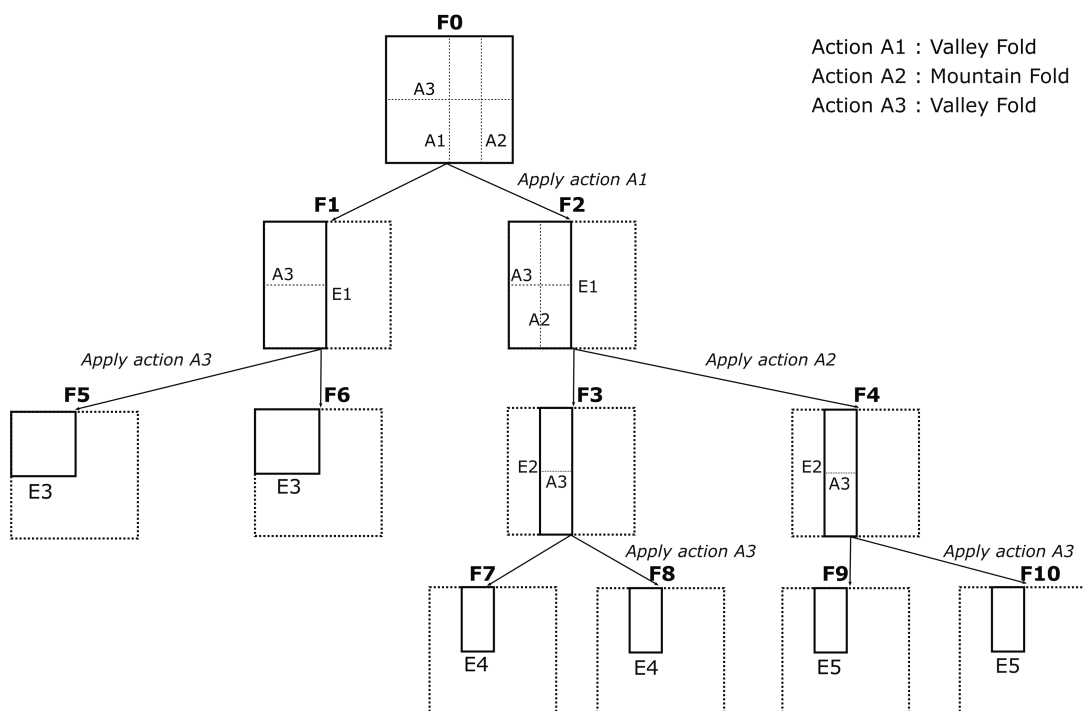 F0
Action A1 : Valley Fold
Action A2 : Mountain Fold
Action A3 : Valley Fold
A3
A1
A2
Apply action A1
F1
F2
A3
E1
A3
E1
A2
Apply action A3
Apply action A2
F5
F6
F3
F4
E3
E3
E2
A3
E2
A3
Apply action A3
Apply action A3
F7
F8
F9
F10
E4
E4
E5
E5